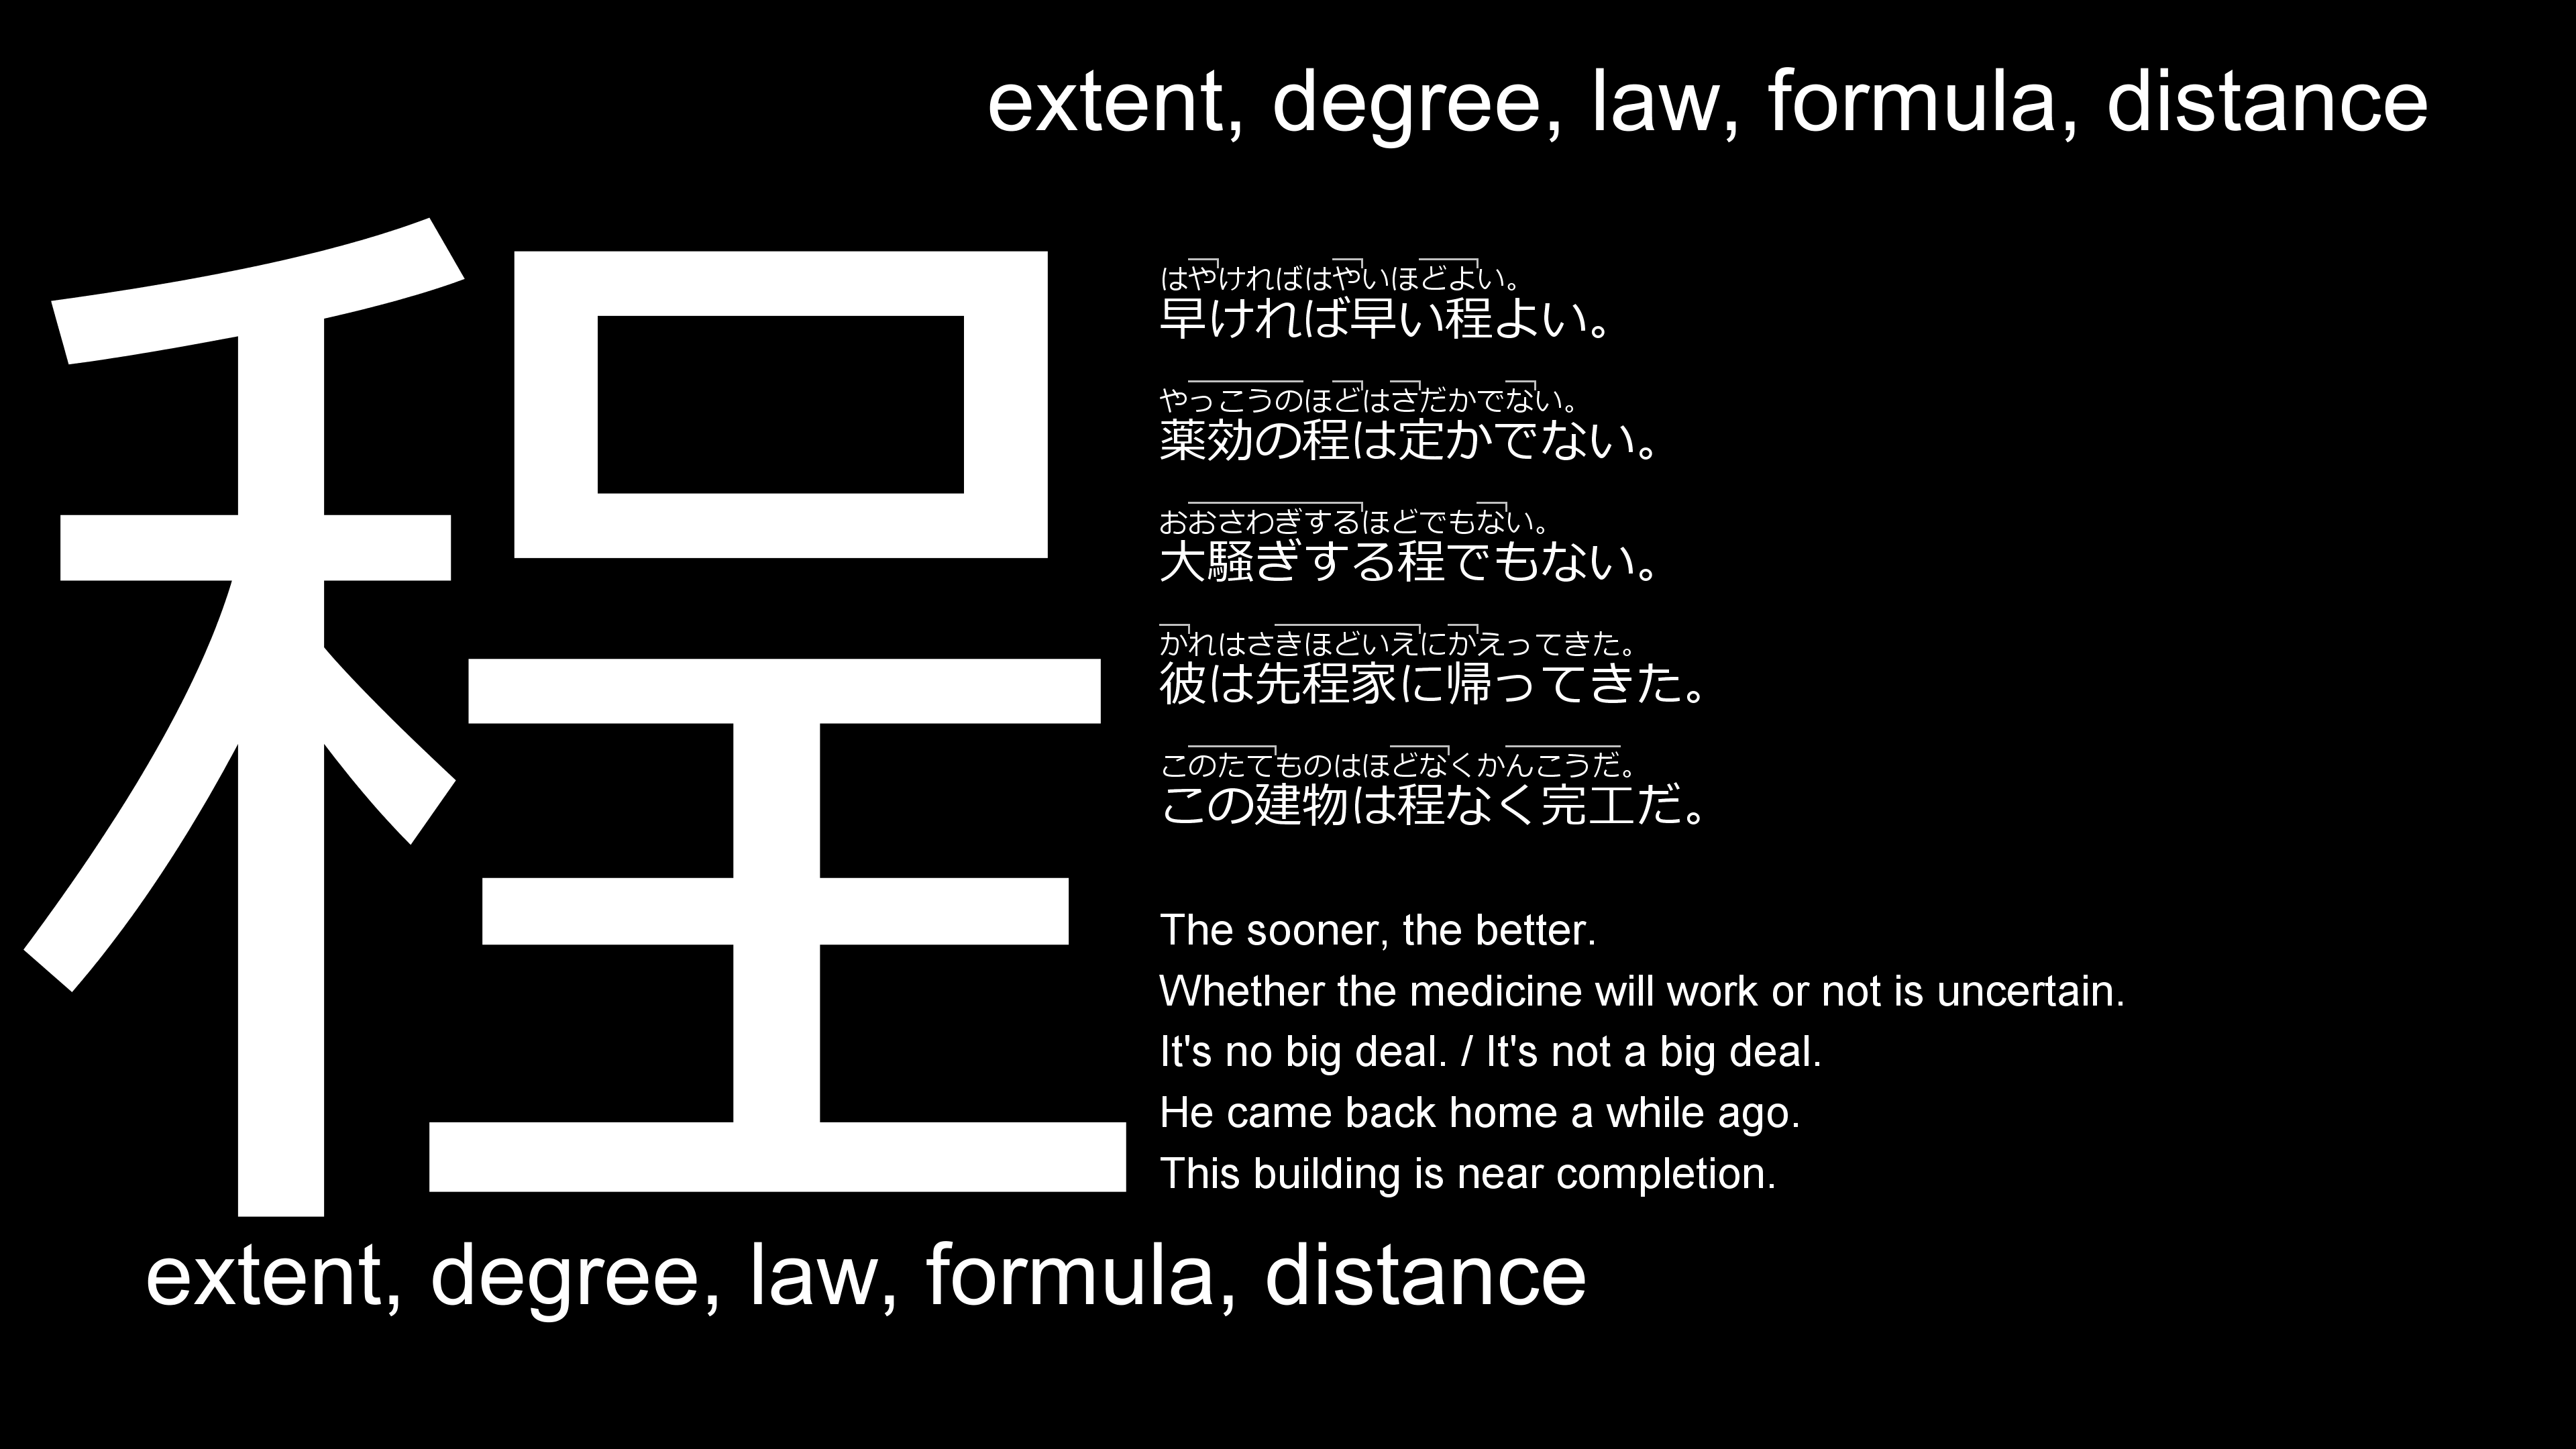 extent, degree, law, formula, distance
程
はやければはやいほどよい。
早ければ早い程よい。
やっこうのほどはさだかでない。
薬効の程は定かでない。
おおさわぎするほどでもない。
大騒ぎする程でもない。
かれはさきほどいえにかえってきた。
彼は先程家に帰ってきた。
このたてものはほどなくかんこうだ。
この建物は程なく完工だ。
The sooner, the better.
Whether the medicine will work or not is uncertain.
It's no big deal. / It's not a big deal.
He came back home a while ago.
This building is near completion.
extent, degree, law, formula, distance